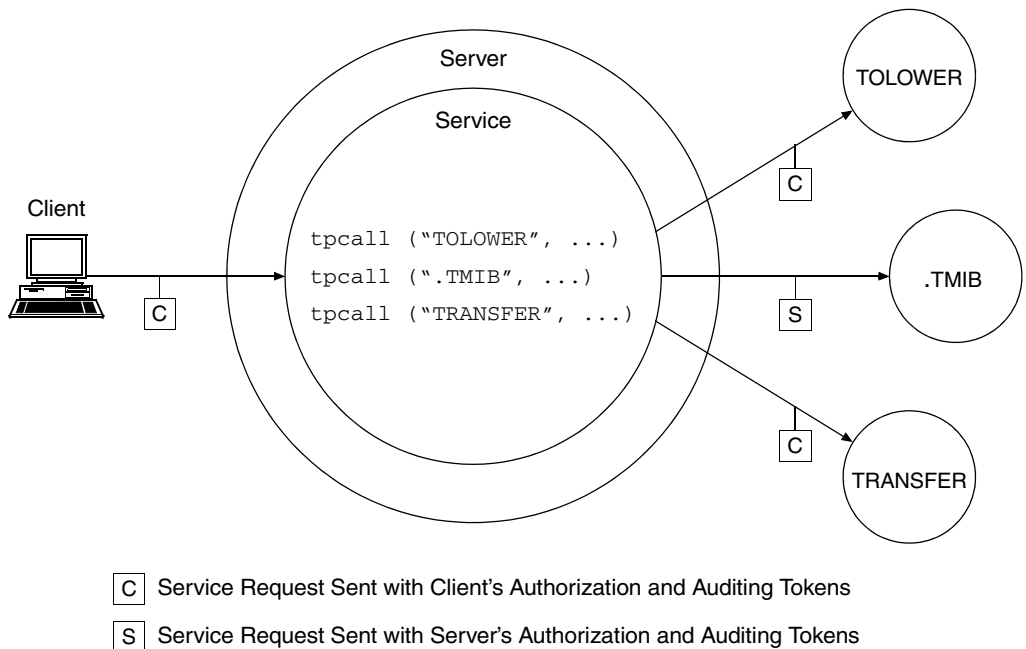 Server
Service
TOLOWER
C
Client
tpcall (“TOLOWER”, ...)
tpcall (“.TMIB”, ...)
tpcall (“TRANSFER”, ...)
C
.TMIB
S
C
TRANSFER
C Service Request Sent with Client’s Authorization and Auditing Tokens
S Service Request Sent with Server’s Authorization and Auditing Tokens